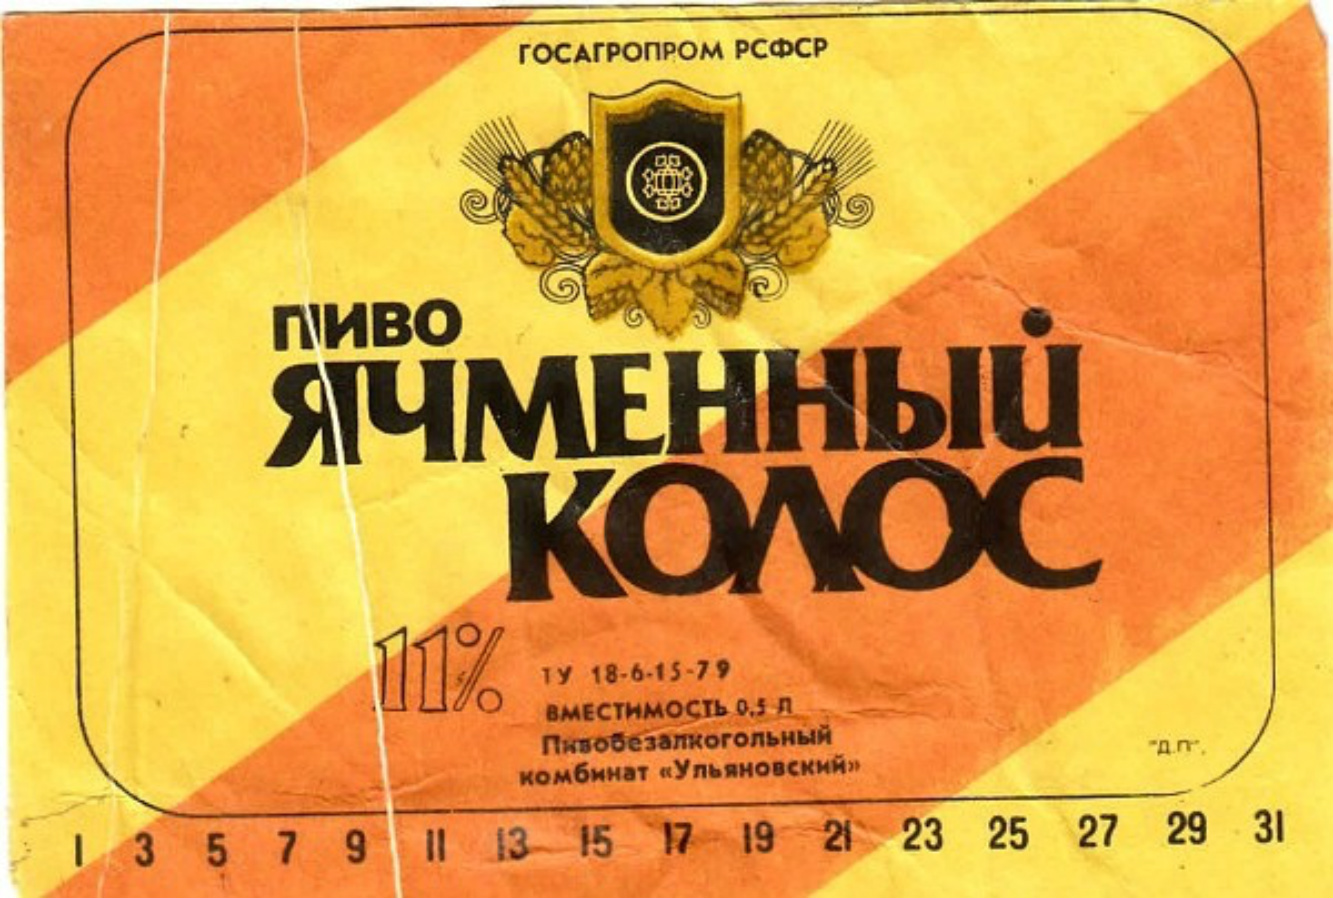 ГОСАГРОПРОМ РСФСР
ПИВО
ЯЧМЕННЫЙ
КОЛОС
11%
ТУ 18-6-15-79
ВМЕСТИМОСТЬ 0,5 Л
Пивобезалкогольный
комбинат «Ульяновский»
"Д.П".
1 3 5 7 9 11 13 15 17 19 21 23 25 27 29 31